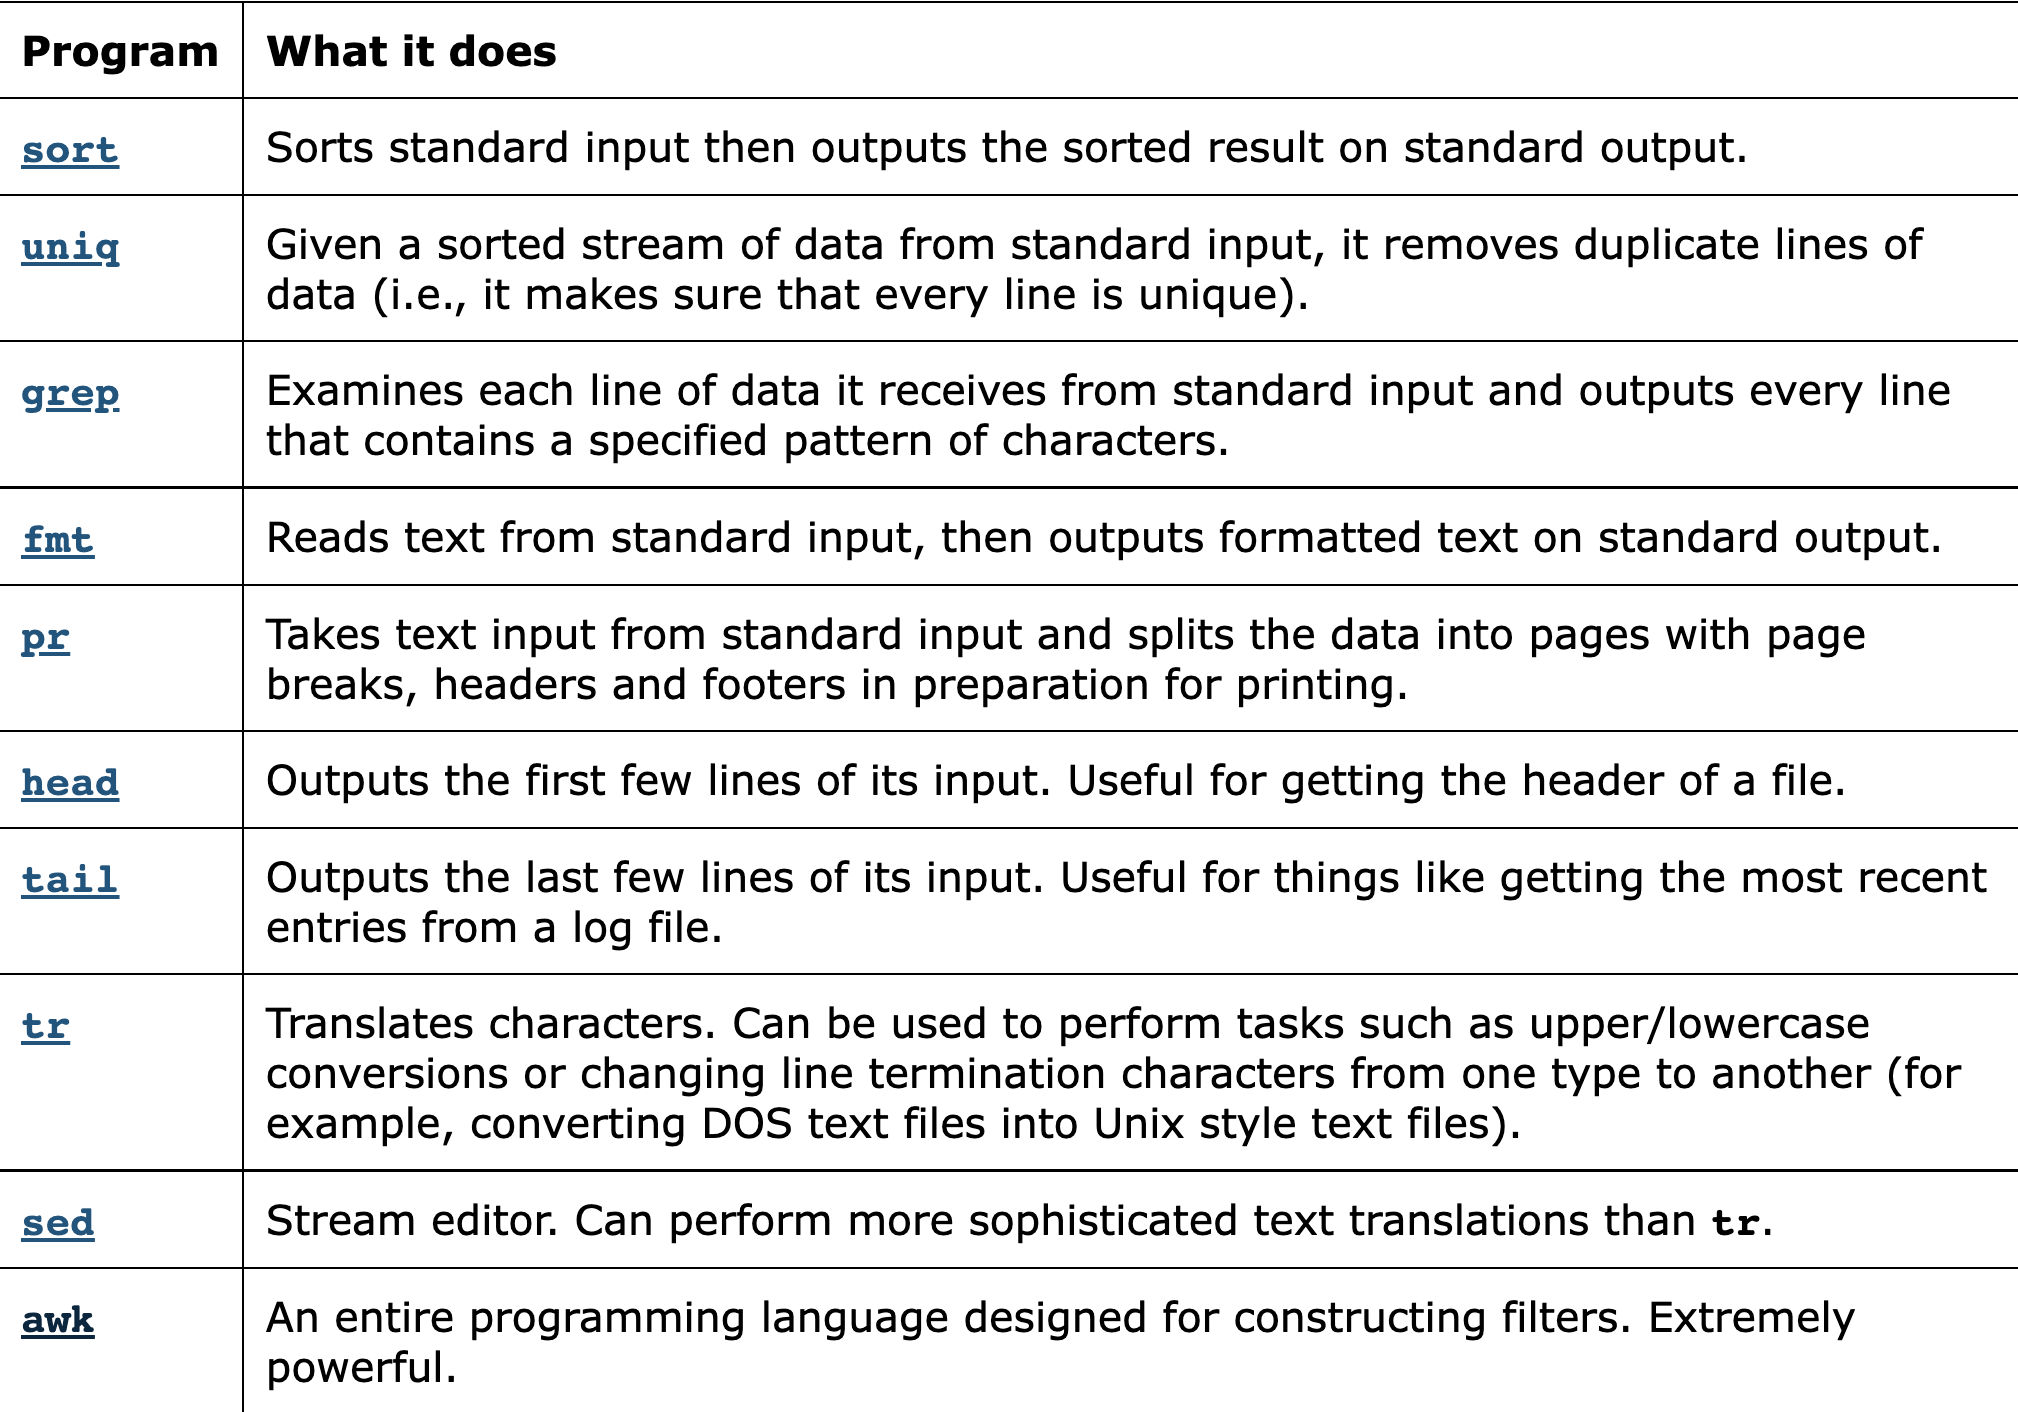 Program What it does
sort Sorts standard input then outputs the sorted result on standard output.
uniq Given a sorted stream of data from standard input, it removes duplicate lines of
data (i.e., it makes sure that every line is unique).
grep Examines each line of data it receives from standard input and outputs every line
that contains a specified pattern of characters.
fmt Reads text from standard input, then outputs formatted text on standard output.
pr Takes text input from standard input and splits the data into pages with page
breaks, headers and footers in preparation for printing.
head Outputs the first few lines of its input. Useful for getting the header of a file.
tail Outputs the last few lines of its input. Useful for things like getting the most recent
entries from a log file.
tr Translates characters. Can be used to perform tasks such as upper/lowercase
conversions or changing line termination characters from one type to another (for
example, converting DOS text files into Unix style text files).
sed Stream editor. Can perform more sophisticated text translations than tr.
awk An entire programming language designed for constructing filters. Extremely
powerful.